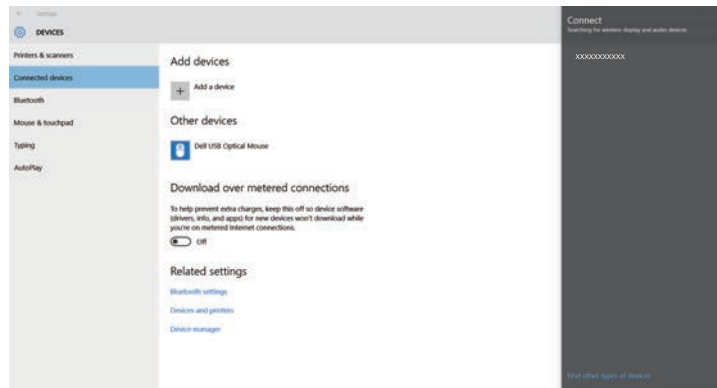 Settings
DEVICES
Printers & scanners
Connected devices
Bluetooth
Mouse & touchpad
Typing
AutoPlay
Add devices
Add a device
Other devices
Dell USB Optical Mouse
Download over metered connections
To help prevent extra charges, keep this off so device software
(drivers, info, and apps) for new devices won't download while
you're on metered Internet connections.
Off
Related settings
Bluetooth settings
Devices and printers
Device manager
Connect
Searching for wireless display and audio devices
xxxxxxxxxxx
Find other types of devices